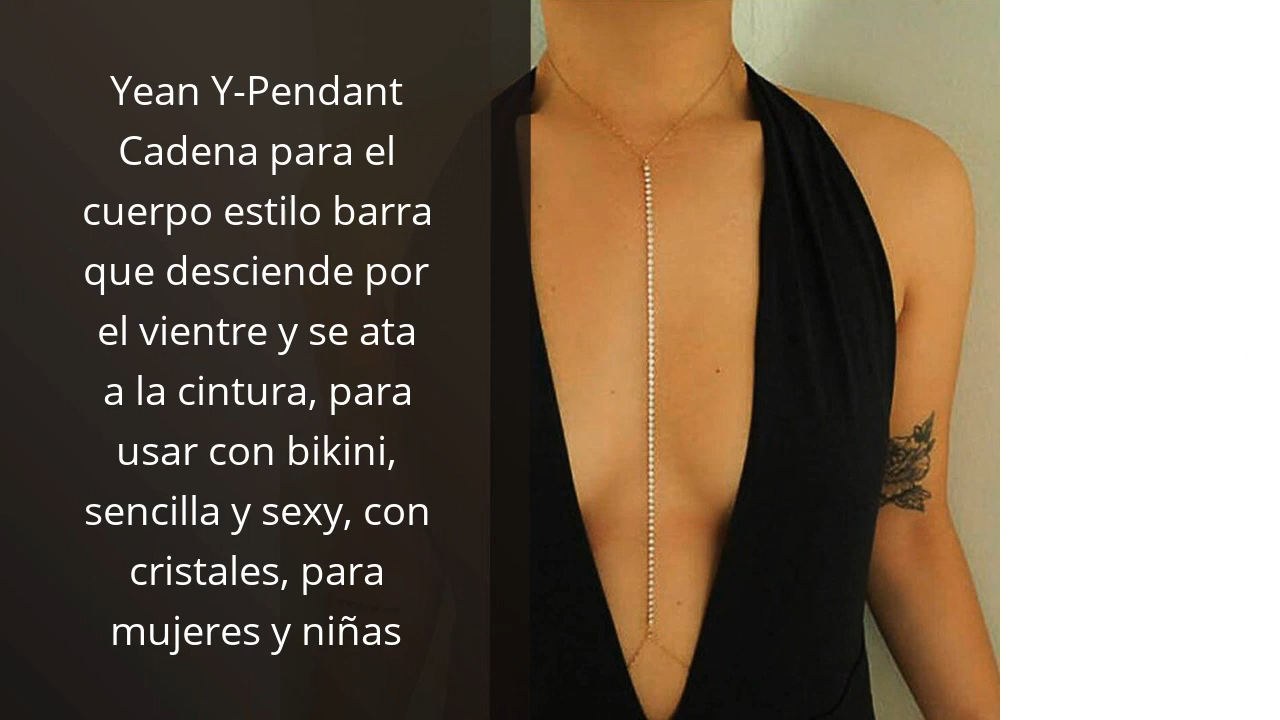 Yean Y-Pendant
Cadena para el
cuerpo estilo barra
que desciende por
el vientre y se ata
a la cintura, para
usar con bikini,
sencilla y sexy, con
cristales, para
mujeres y niñas